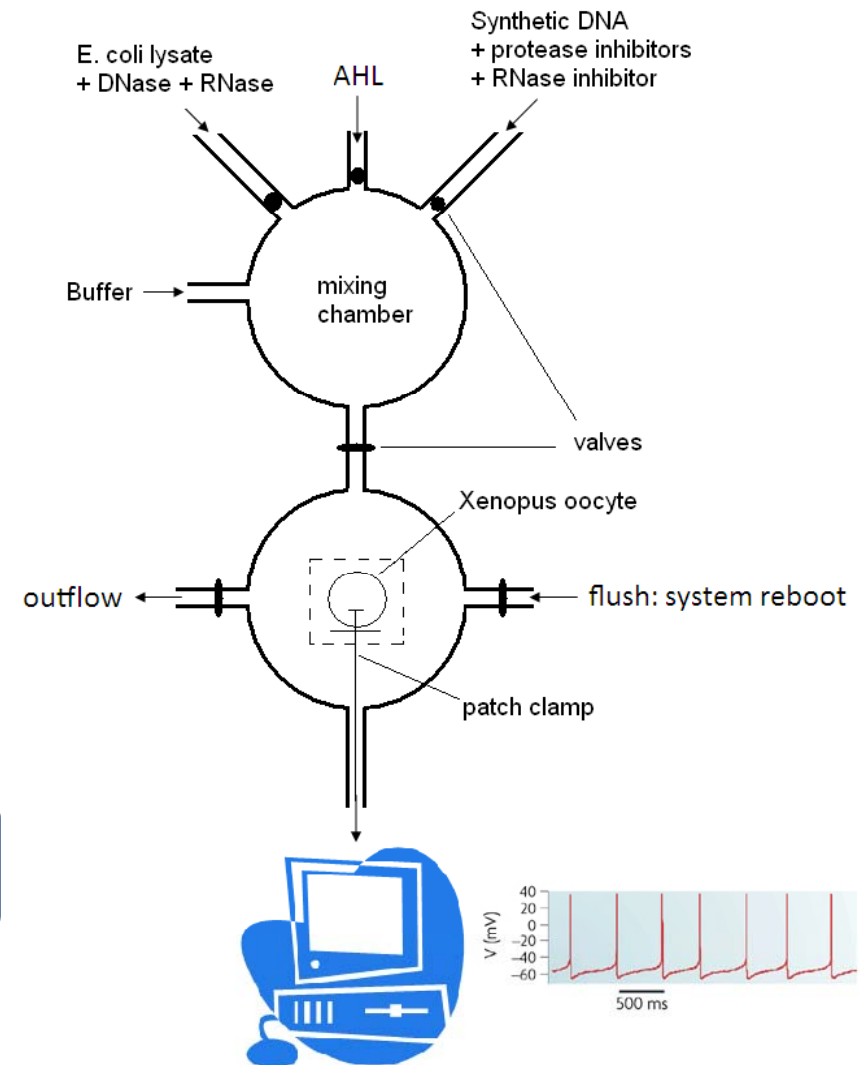 Synthetic DNA
+ protease inhibitors
+ RNase inhibitor
E. coli lysate
+ DNase + RNase
AHL
Buffer
mixing
chamber
valves
Xenopus oocyte
outflow
flush: system reboot
patch clamp
V (mV)
40
20
0
–20
–40
–60
500 ms